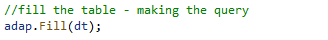 //fill the table - making the query
adap.Fill(dt);